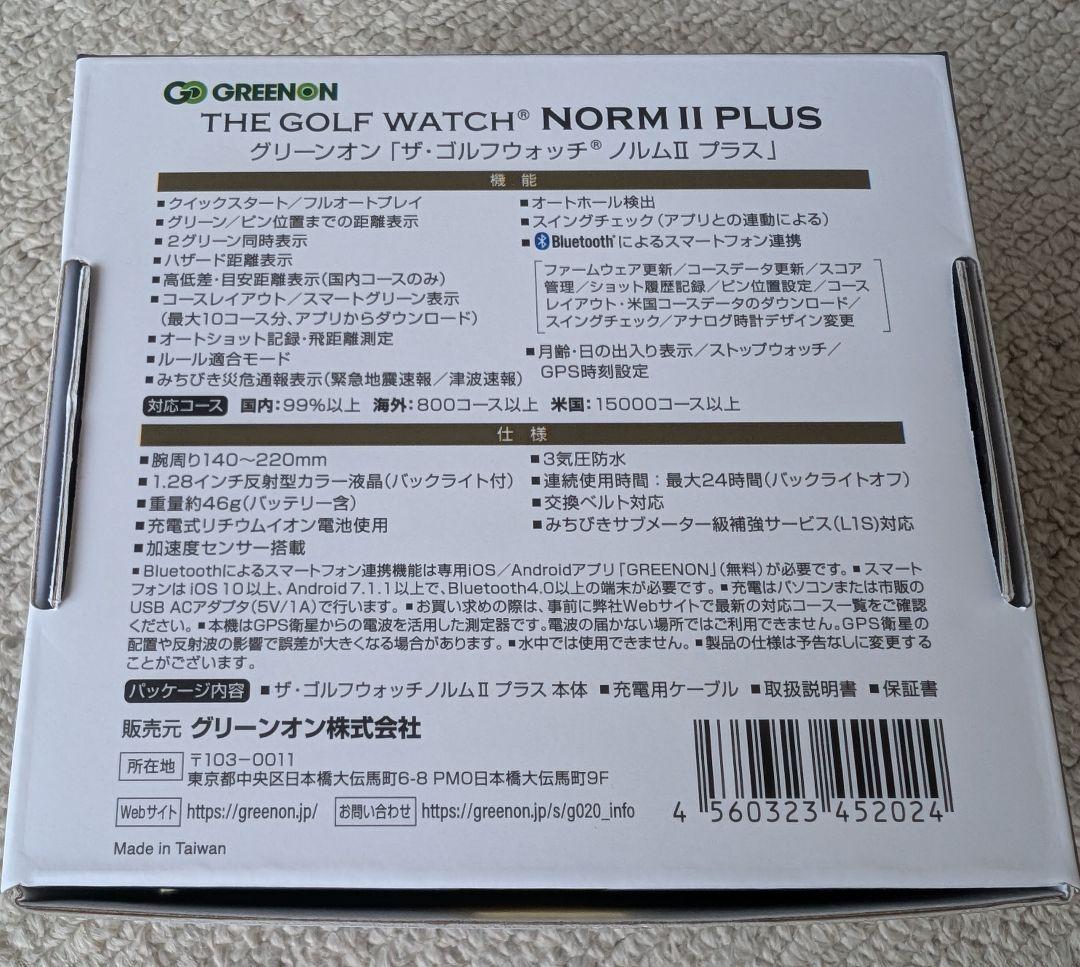 GREENON
THE GOLF WATCH® NORM II PLUS
グリーンオン「ザ・ゴルフウォッチ® ノルムⅡ プラス」
機 能
■クイックスタート／フルオートプレイ
■グリーン／ピン位置までの距離表示
■2グリーン同時表示
■ハザード距離表示
■高低差・目安距離表示（国内コースのみ）
■コースレイアウト／スマートグリーン表示
（最大10コース分、アプリからダウンロード）
■オートショット記録・飛距離測定
■ルール適合モード
■みちびき災危通報表示（緊急地震速報／津波速報）
■オートホール検出
■スイングチェック（アプリとの連動による）
■Bluetooth®によるスマートフォン連携
ファームウェア更新／コースデータ更新／スコア
管理／ショット履歴記録／ピン位置設定／コース
レイアウト・米国コースデータのダウンロード／
スイングチェック／アナログ時計デザイン変更
■月齢・日の出入り表示／ストップウォッチ／
GPS時刻設定
対応コース 国内：99％以上 海外：800コース以上 米国：15000コース以上
仕 様
■腕周り140〜220mm
■1.28インチ反射型カラー液晶（バックライト付）
■重量約46g（バッテリー含）
■充電式リチウムイオン電池使用
■加速度センサー搭載
■3気圧防水
■連続使用時間：最大24時間（バックライトオフ）
■交換ベルト対応
■みちびきサブメーター級補強サービス（L1S）対応
■Bluetoothによるスマートフォン連携機能は専用iOS／Androidアプリ「GREENON」（無料）が必要です。■スマート
フォンはiOS 10以上、Android 7.1.1以上で、Bluetooth4.0以上の端末が必要です。■充電はパソコンまたは市販の
USB ACアダプタ（5V/1A）で行います。■お買い求めの際は、事前に弊社Webサイトで最新の対応コース一覧をご確認
ください。■本機はGPS衛星からの電波を活用した測定器です。電波の届かない場所ではご利用できません。GPS衛星の
配置や反射波の影響で誤差が大きくなる場合があります。■水中では使用できません。■製品の仕様は予告なしに変更する
ことがございます。
パッケージ内容 ■ザ・ゴルフウォッチノルムⅡ プラス 本体 ■充電用ケーブル ■取扱説明書 ■保証書
販売元 グリーンオン株式会社
所在地 〒103−0011
東京都中央区日本橋大伝馬町6-8 PMO日本橋大伝馬町9F
Webサイト https://greenon.jp/ お問い合わせ https://greenon.jp/s/g020_info
Made in Taiwan
4 560323 452024